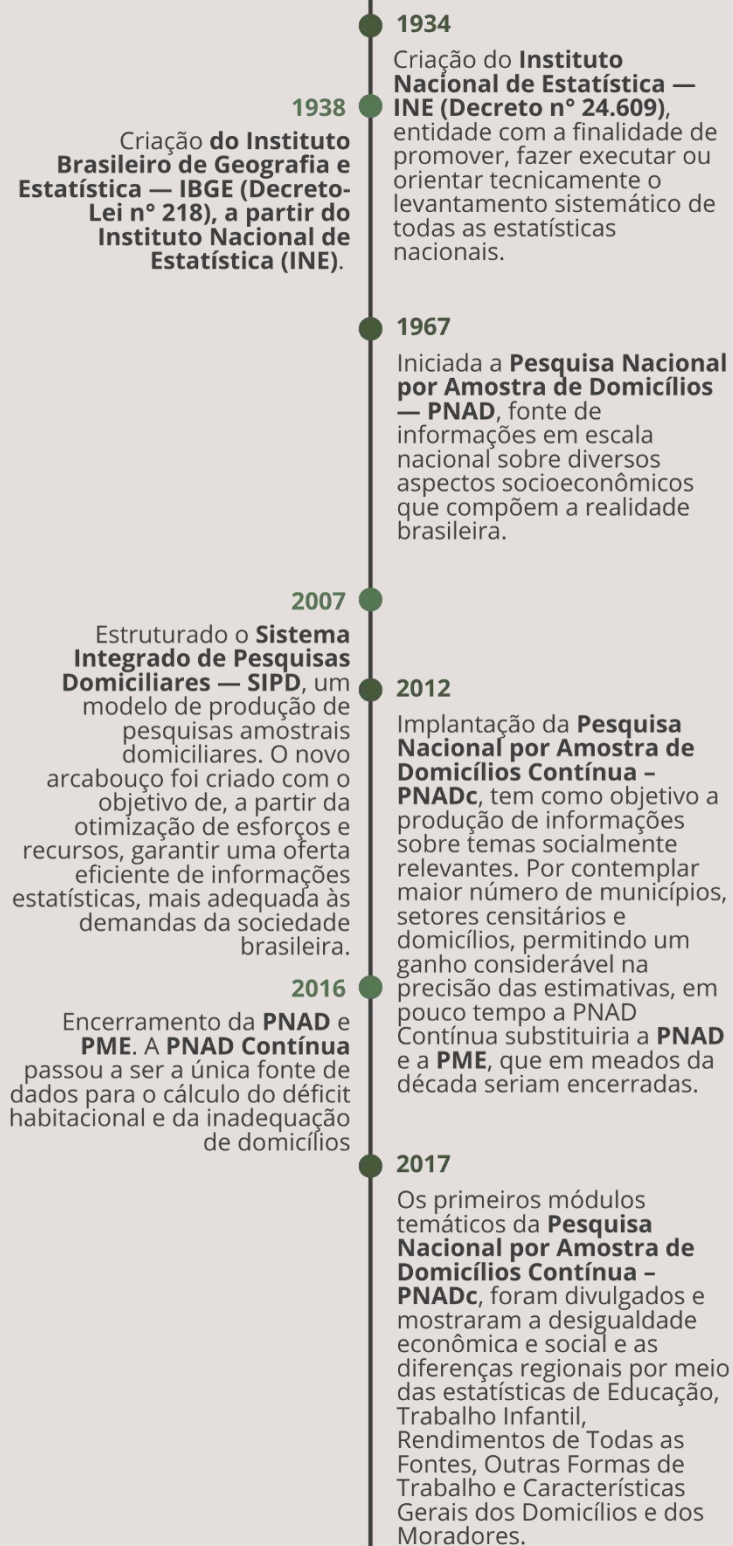 1934
Criação do Instituto
Nacional de Estatística —
INE (Decreto n° 24.609),
entidade com a finalidade de
promover, fazer executar ou
orientar tecnicamente o
levantamento sistemático de
todas as estatísticas
nacionais.
1938
Criação do Instituto
Brasileiro de Geografia e
Estatística — IBGE (Decreto-
Lei n° 218), a partir do
Instituto Nacional de
Estatística (INE).
1967
Iniciada a Pesquisa Nacional
por Amostra de Domicílios
— PNAD, fonte de
informações em escala
nacional sobre diversos
aspectos socioeconômicos
que compõem a realidade
brasileira.
2007
Estruturado o Sistema
Integrado de Pesquisas
Domiciliares — SIPD, um
modelo de produção de
pesquisas amostrais
domiciliares. O novo
arcabouço foi criado com o
objetivo de, a partir da
otimização de esforços e
recursos, garantir uma oferta
eficiente de informações
estatísticas, mais adequada às
demandas da sociedade
brasileira.
2012
Implantação da Pesquisa
Nacional por Amostra de
Domicílios Contínua –
PNADc, tem como objetivo a
produção de informações
sobre temas socialmente
relevantes. Por contemplar
maior número de municípios,
setores censitários e
domicílios, permitindo um
ganho considerável na
precisão das estimativas, em
pouco tempo a PNAD
Contínua substituiria a PNAD
e a PME, que em meados da
década seriam encerradas.
2016
Encerramento da PNAD e
PME. A PNAD Contínua
passou a ser a única fonte de
dados para o cálculo do déficit
habitacional e da inadequação
de domicílios
2017
Os primeiros módulos
temáticos da Pesquisa
Nacional por Amostra de
Domicílios Contínua –
PNADc, foram divulgados e
mostraram a desigualdade
econômica e social e as
diferenças regionais por meio
das estatísticas de Educação,
Trabalho Infantil,
Rendimentos de Todas as
Fontes, Outras Formas de
Trabalho e Características
Gerais dos Domicílios e dos
Moradores.